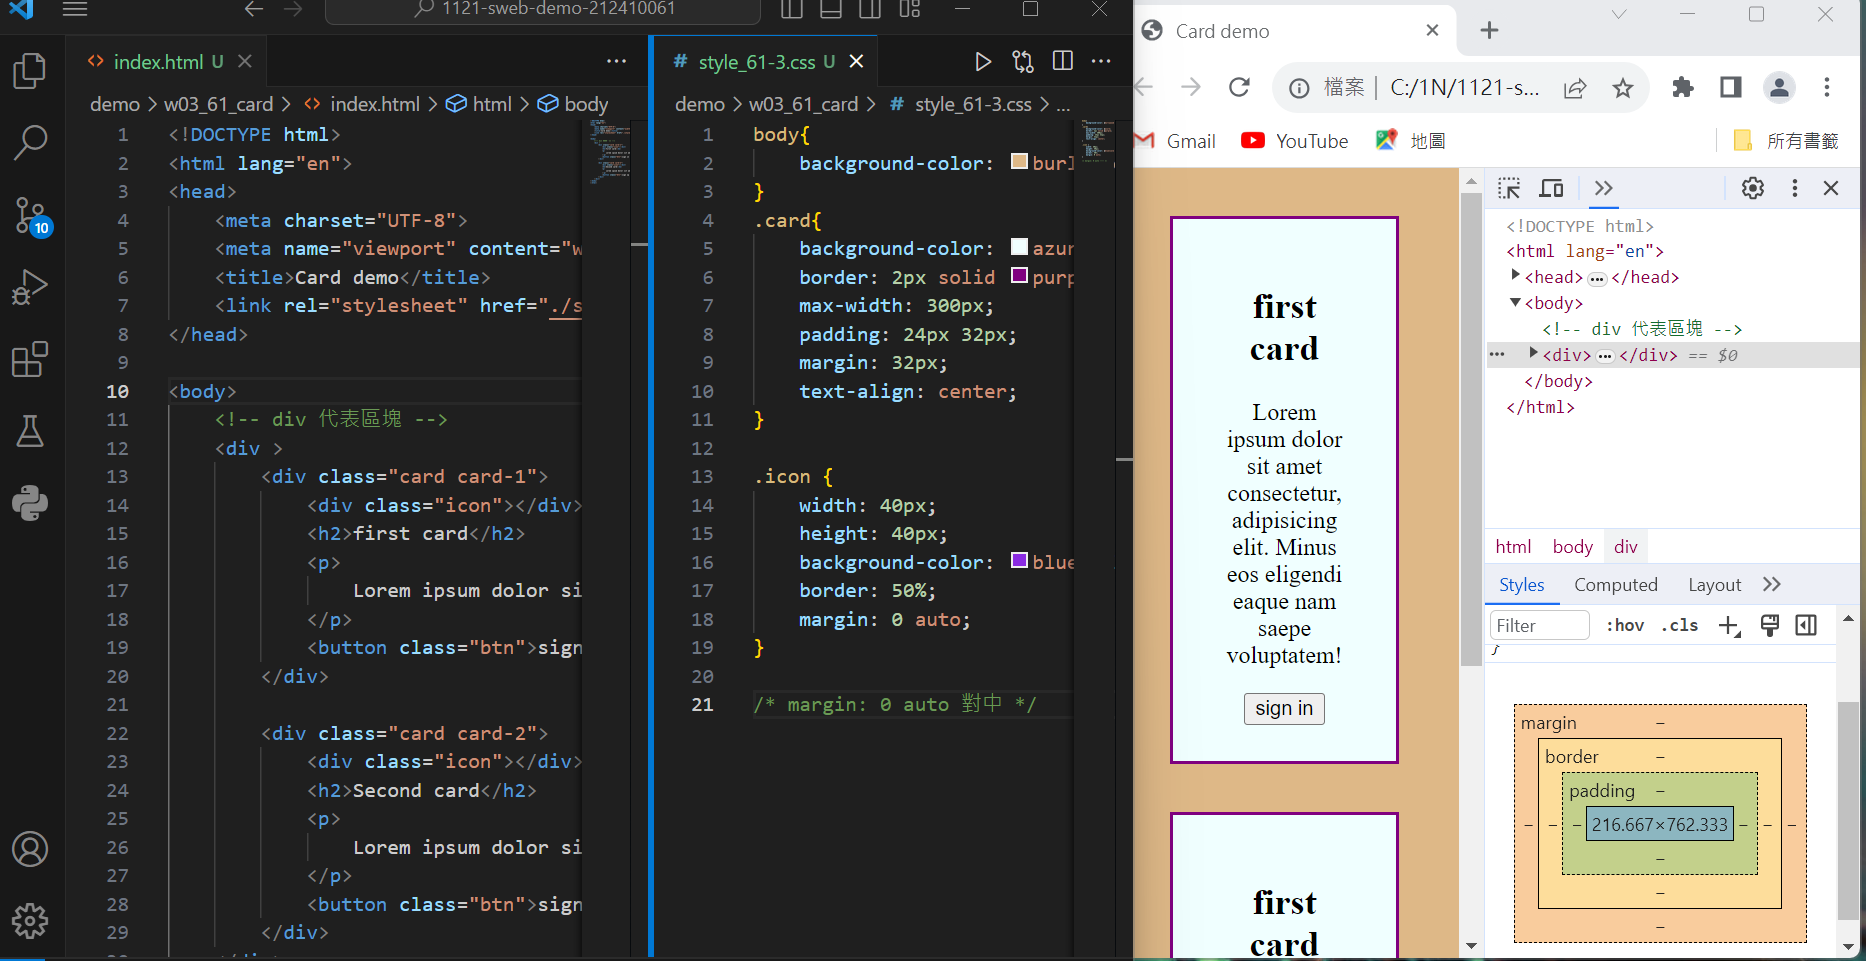 1121-sweb-demo-212410061
index.html U
demo > w03_61_card > index.html > html > body
1 <!DOCTYPE html>
2 <html lang="en">
3 <head>
4 <meta charset="UTF-8">
5 <meta name="viewport" content="w
6 <title>Card demo</title>
7 <link rel="stylesheet" href="./s
8 </head>
9
10 <body>
11 <!-- div 代表區塊 -->
12 <div >
13 <div class="card card-1">
14 <div class="icon"></div>
15 <h2>first card</h2>
16 <p>
17 Lorem ipsum dolor si
18 </p>
19 <button class="btn">sign
20 </div>
21
22 <div class="card card-2">
23 <div class="icon"></div>
24 <h2>Second card</h2>
25 <p>
26 Lorem ipsum dolor si
27 </p>
28 <button class="btn">sign
29 </div>
10
# style_61-3.css U
demo > w03_61_card > # style_61-3.css > ...
1 body{
2 background-color: burl
3 }
4 .card{
5 background-color: azur
6 border: 2px solid purp
7 max-width: 300px;
8 padding: 24px 32px;
9 margin: 32px;
10 text-align: center;
11 }
12
13 .icon {
14 width: 40px;
15 height: 40px;
16 background-color: blue
17 border: 50%;
18 margin: 0 auto;
19 }
20
21 /* margin: 0 auto 對中 */
Card demo
檔案 | C:/1N/1121-s...
Gmail
YouTube
地圖
所有書籤
first
card
Lorem
ipsum dolor
sit amet
consectetur,
adipisicing
elit. Minus
eos eligendi
eaque nam
saepe
voluptatem!
sign in
first
card
<!DOCTYPE html>
<html lang="en">
<head> ... </head>
<body>
<!-- div 代表區塊 -->
... <div> ... </div> == $0
</body>
</html>
html body div
Styles Computed Layout
Filter :hov .cls
}
margin –
border –
padding –
– – – 216.667×762.333 – – –
–
–
–